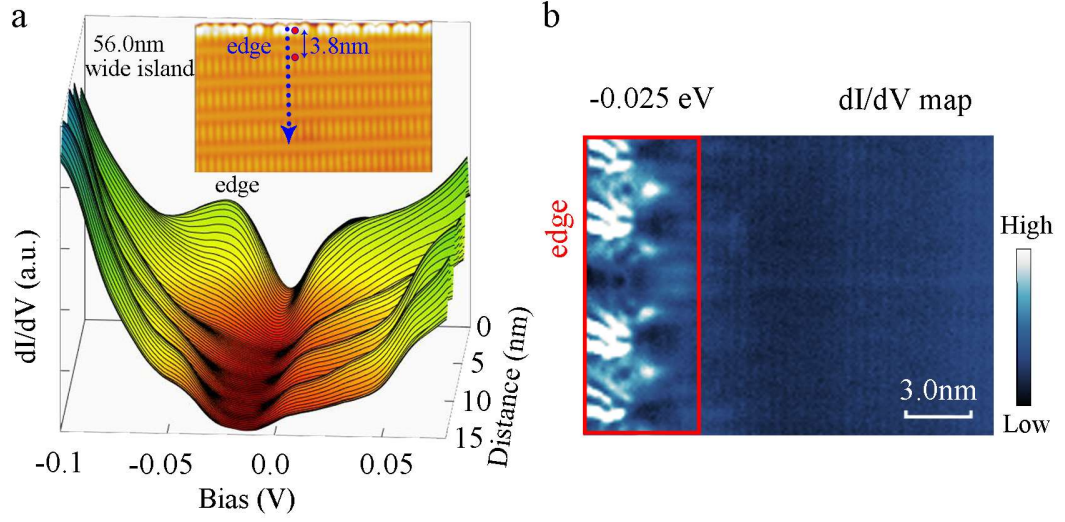 a
56.0nm
wide island
edge
3.8nm
edge
dI/dV (a.u.)
0
5
10
15
Distance (nm)
-0.1
-0.05
0.0
0.05
Bias (V)
b
-0.025 eV
dI/dV map
edge
3.0nm
High
Low